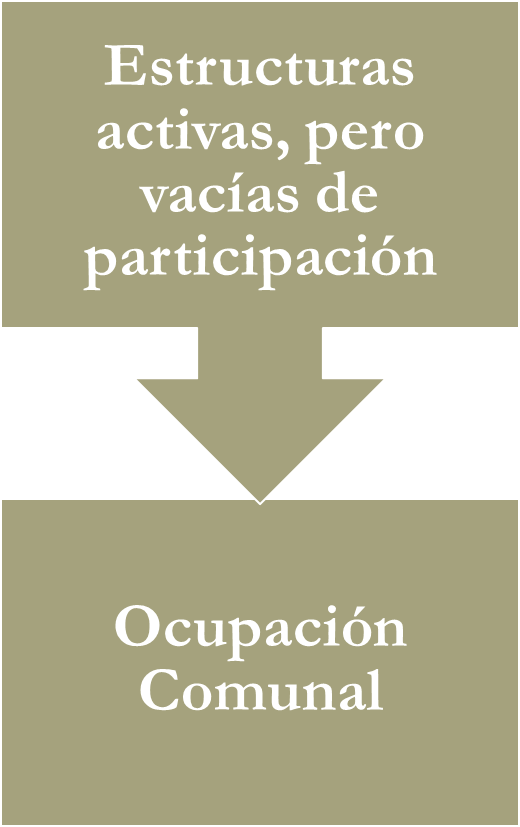 Estructuras
activas, pero
vacías de
participación
Ocupación
Comunal